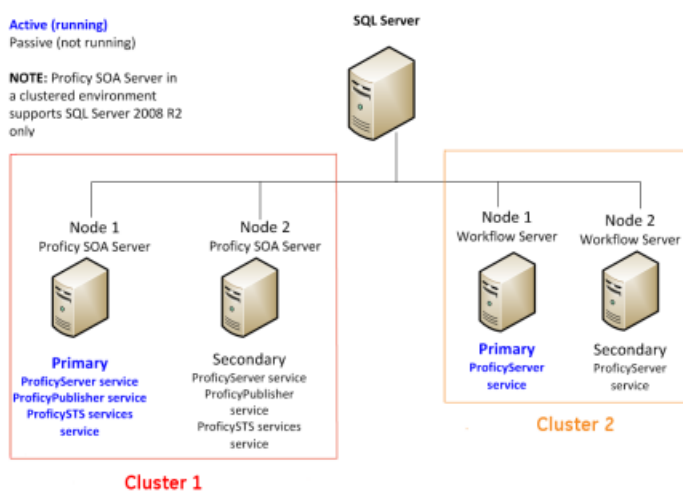 Active (running)
Passive (not running)
NOTE: Proficy SOA Server in
a clustered environment
supports SQL Server 2008 R2
only
SQL Server
Node 1
Proficy SOA Server
Primary
ProficyServer service
ProficyPublisher service
ProficySTS services
service
Node 2
Proficy SOA Server
Secondary
ProficyServer service
ProficyPublisher
service
ProficySTS services
service
Cluster 1
Node 1
Workflow Server
Primary
ProficyServer
service
Node 2
Workflow Server
Secondary
ProficyServer
service
Cluster 2